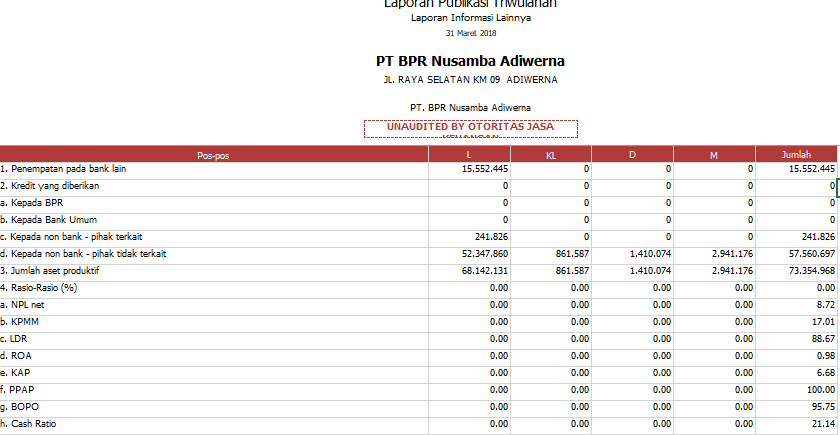 Laporan Publikasi Triwulanan
Laporan Informasi Lainnya
31 Maret 2018
PT BPR Nusamba Adiwerna
JL. RAYA SELATAN KM 09 ADIWERNA
PT. BPR Nusamba Adiwerna
UNAUDITED BY OTORITAS JASA
KEUANGAN
Pos-pos L KL D M Jumlah
1. Penempatan pada bank lain 15.552.445 0 0 0 15.552.445
2. Kredit yang diberikan 0 0 0 0 0
a. Kepada BPR 0 0 0 0 0
b. Kepada Bank Umum 0 0 0 0 0
c. Kepada non bank - pihak terkait 241.826 0 0 0 241.826
d. Kepada non bank - pihak tidak terkait 52.347.860 861.587 1.410.074 2.941.176 57.560.697
3. Jumlah aset produktif 68.142.131 861.587 1.410.074 2.941.176 73.354.968
4. Rasio-Rasio (%) 0.00 0.00 0.00 0.00 0.00
a. NPL net 0.00 0.00 0.00 0.00 8.72
b. KPMM 0.00 0.00 0.00 0.00 17.01
c. LDR 0.00 0.00 0.00 0.00 88.67
d. ROA 0.00 0.00 0.00 0.00 0.98
e. KAP 0.00 0.00 0.00 0.00 6.68
f. PPAP 0.00 0.00 0.00 0.00 100.00
g. BOPO 0.00 0.00 0.00 0.00 95.75
h. Cash Ratio 0.00 0.00 0.00 0.00 21.14